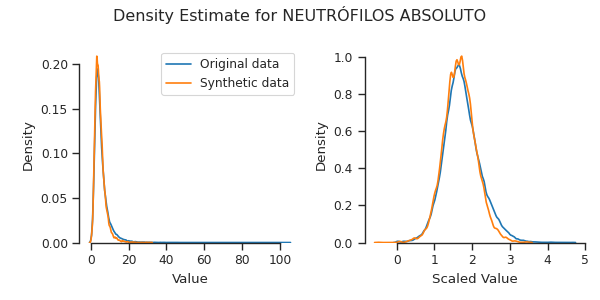 Density Estimate for NEUTRÓFILOS ABSOLUTO
Original data
Synthetic data
Density
0.20
0.15
0.10
0.05
0.00
0 20 40 60 80 100
Value
Density
1.0
0.8
0.6
0.4
0.2
0.0
0 1 2 3 4 5
Scaled Value